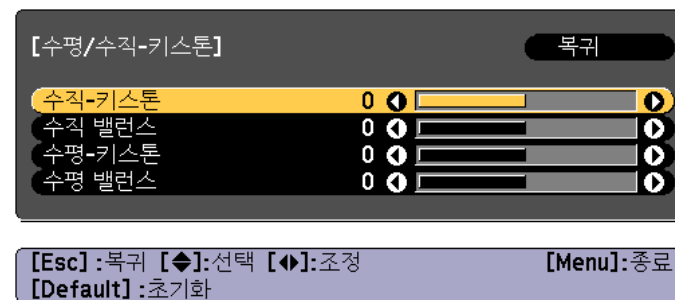 [수평/수직-키스톤] 복귀
수직-키스톤 0
수직 밸런스 0
수평-키스톤 0
수평 밸런스 0
[Esc] :복귀 [◆]:선택 [◀▶]:조정 [Menu]:종료
[Default] :초기화